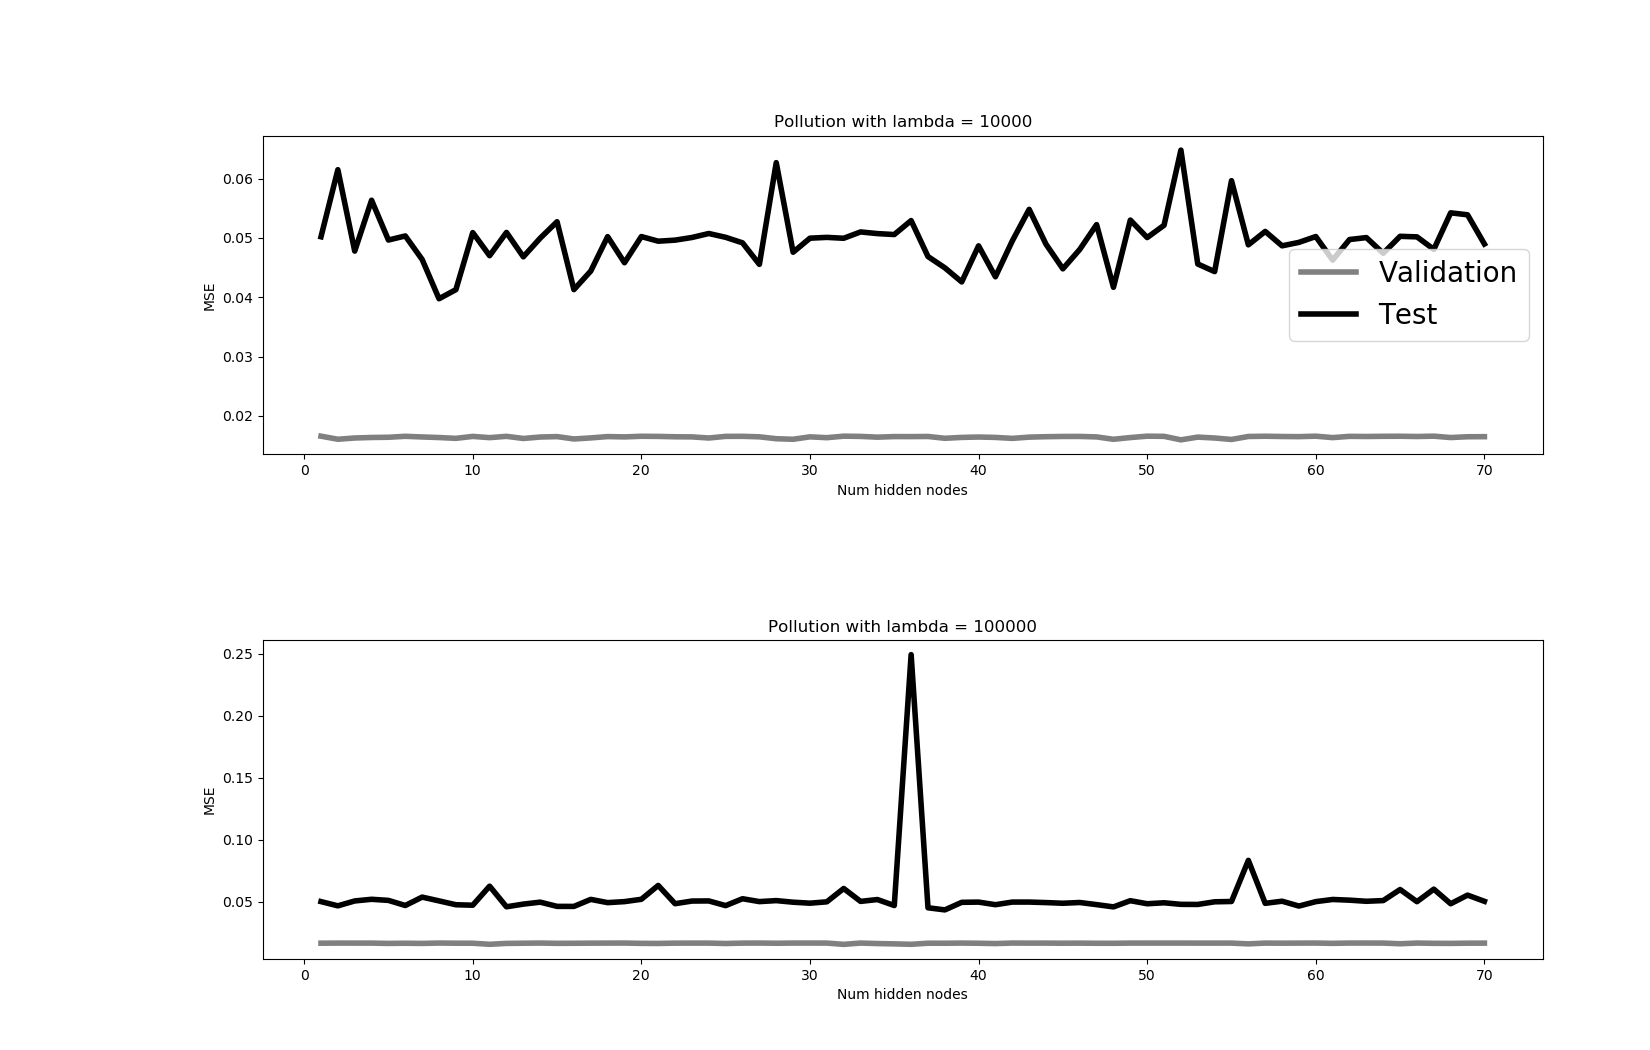 Pollution with lambda = 10000
MSE
0.06
0.05
0.04
0.03
0.02
Validation
Test
0 10 20 30 40 50 60 70
Num hidden nodes
Pollution with lambda = 100000
MSE
0.25
0.20
0.15
0.10
0.05
0 10 20 30 40 50 60 70
Num hidden nodes